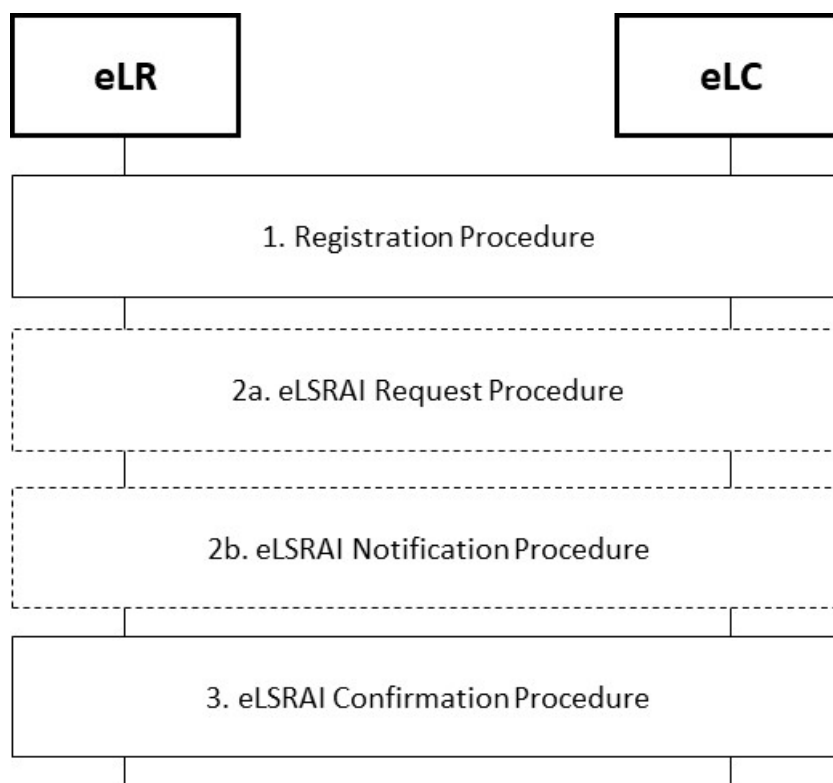 eLR
eLC
1. Registration Procedure
2a. eLSRAI Request Procedure
2b. eLSRAI Notification Procedure
3. eLSRAI Confirmation Procedure